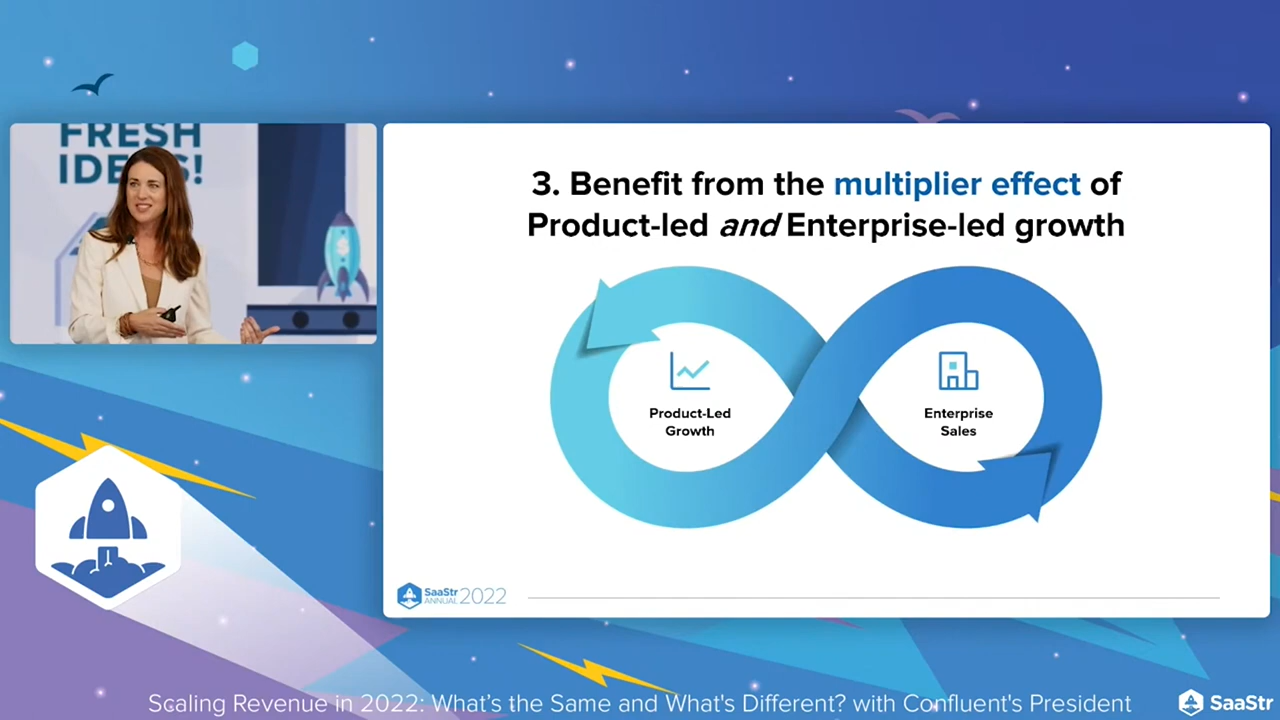 FRESH
IDEAS!
3. Benefit from the multiplier effect of
Product-led and Enterprise-led growth
Product-Led
Growth
Enterprise
Sales
SaaStr
ANNUAL 2022
Scaling Revenue in 2022: What's the Same and What's Different? with Confluent's President
SaaStr